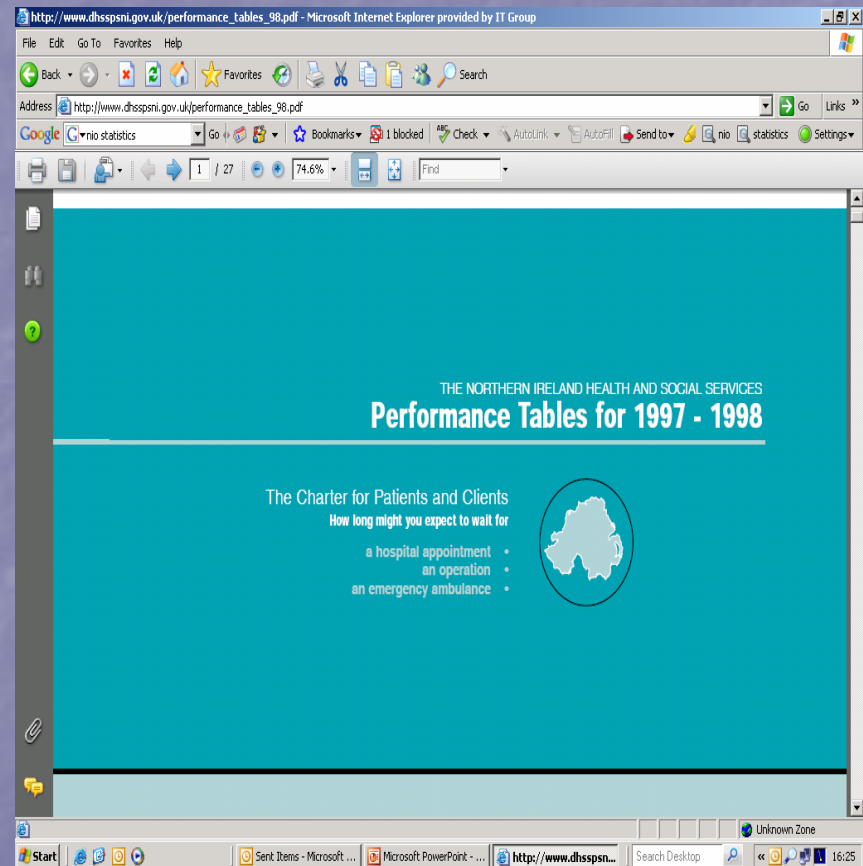 http://www.dhsspsni.gov.uk/performance_tables_98.pdf - Microsoft Internet Explorer provided by IT Group
File Edit Go To Favorites Help
Back Favorites Search
Address http://www.dhsspsni.gov.uk/performance_tables_98.pdf Go Links »
Google G nio statistics Go Bookmarks 1 blocked ABC Check AutoLink AutoFill Send to nio statistics Settings
1 / 27 74.6% Find
THE NORTHERN IRELAND HEALTH AND SOCIAL SERVICES
Performance Tables for 1997 - 1998
The Charter for Patients and Clients
How long might you expect to wait for
a hospital appointment •
an operation •
an emergency ambulance •
Unknown Zone
Start Sent Items - Microsoft ... Microsoft PowerPoint - ... http://www.dhsspsn... Search Desktop « 16:25